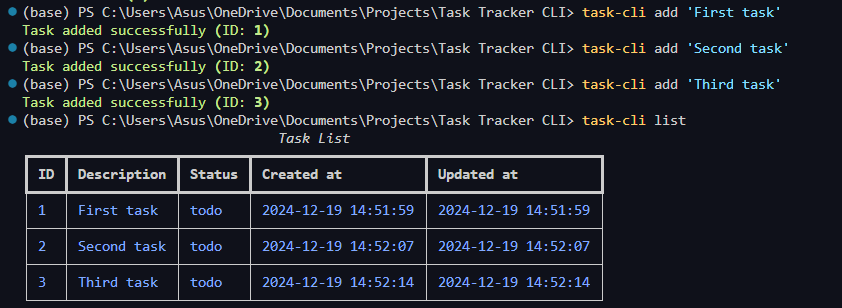 (base) PS C:\Users\Asus\OneDrive\Documents\Projects\Task Tracker CLI> task-cli add 'First task'
Task added successfully (ID: 1)
(base) PS C:\Users\Asus\OneDrive\Documents\Projects\Task Tracker CLI> task-cli add 'Second task'
Task added successfully (ID: 2)
(base) PS C:\Users\Asus\OneDrive\Documents\Projects\Task Tracker CLI> task-cli add 'Third task'
Task added successfully (ID: 3)
(base) PS C:\Users\Asus\OneDrive\Documents\Projects\Task Tracker CLI> task-cli list
Task List
ID Description Status Created at Updated at
1 First task todo 2024-12-19 14:51:59 2024-12-19 14:51:59
2 Second task todo 2024-12-19 14:52:07 2024-12-19 14:52:07
3 Third task todo 2024-12-19 14:52:14 2024-12-19 14:52:14